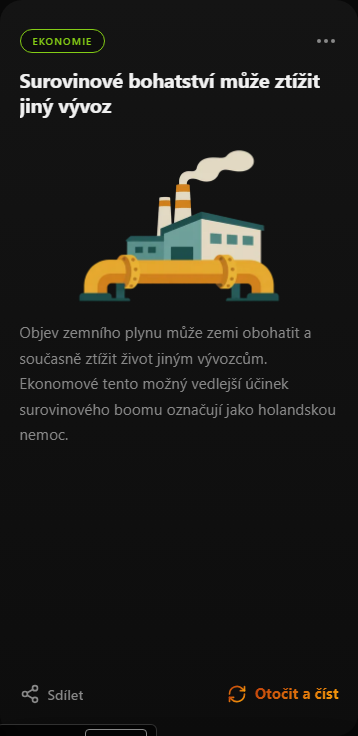 EKONOMIE
Surovinové bohatství může ztížit
jiný vývoz
Objev zemního plynu může zemi obohatit a
současně ztížit život jiným vývozcům.
Ekonomové tento možný vedlejší účinek
surovinového boomu označují jako holandskou
nemoc.
Sdílet
Otočit a číst